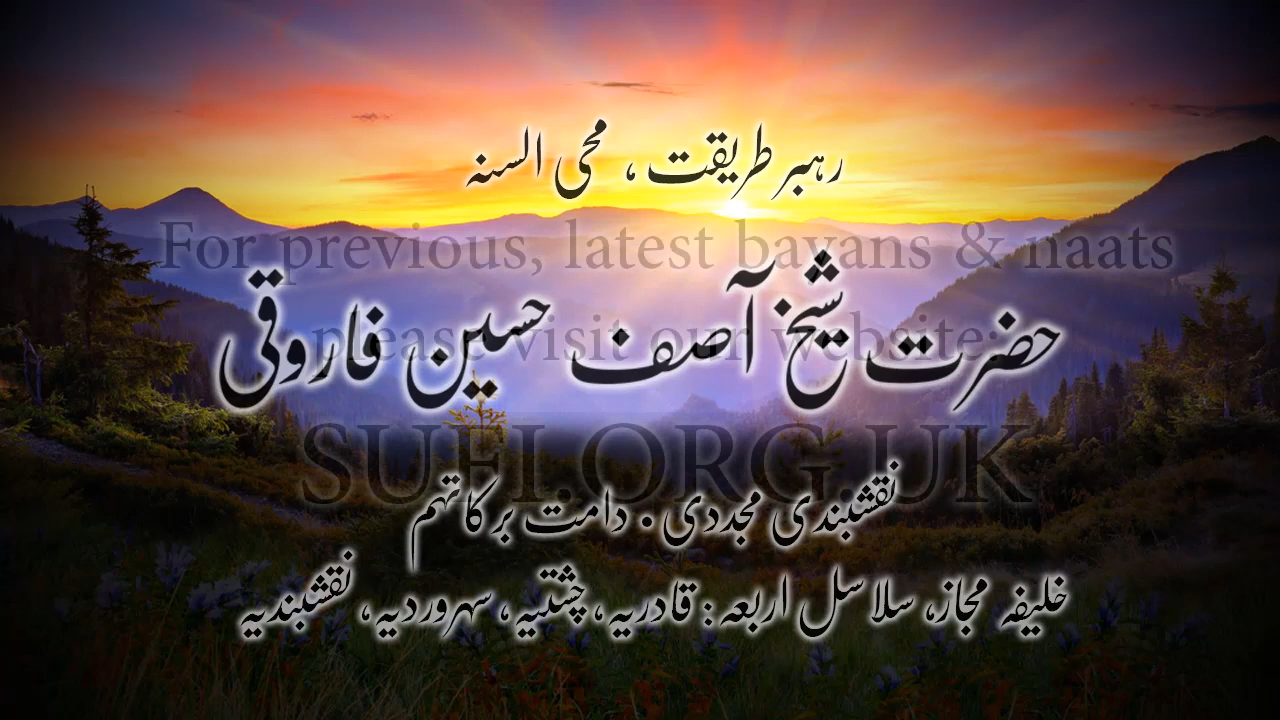 رہبر طریقت، محی السنہ
For previous, latest bayans & naats
حضرت شیخ آصف حسین فاروقی
please visit our website:
SUFI.ORG.UK
نقشبندی مجددی . دامت برکاتہم
خلیفہ مجاز، سلاسل اربعہ: قادریہ، چشتیہ، سہروردیہ، نقشبندیہ